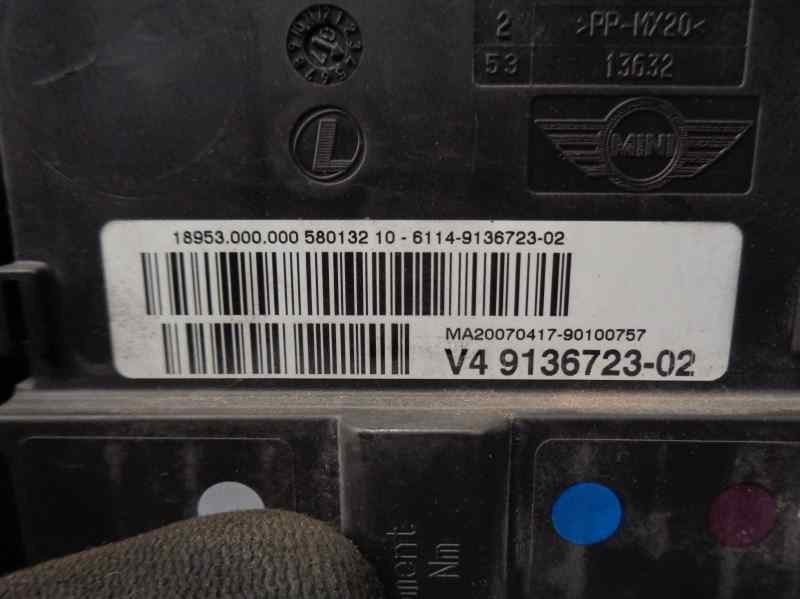 2 >PP-MX20<
53 13632
L
MINI
18953.000.000 580132 10 - 6114-9136723-02
MA20070417-90100757
V4 9136723-02
Nm